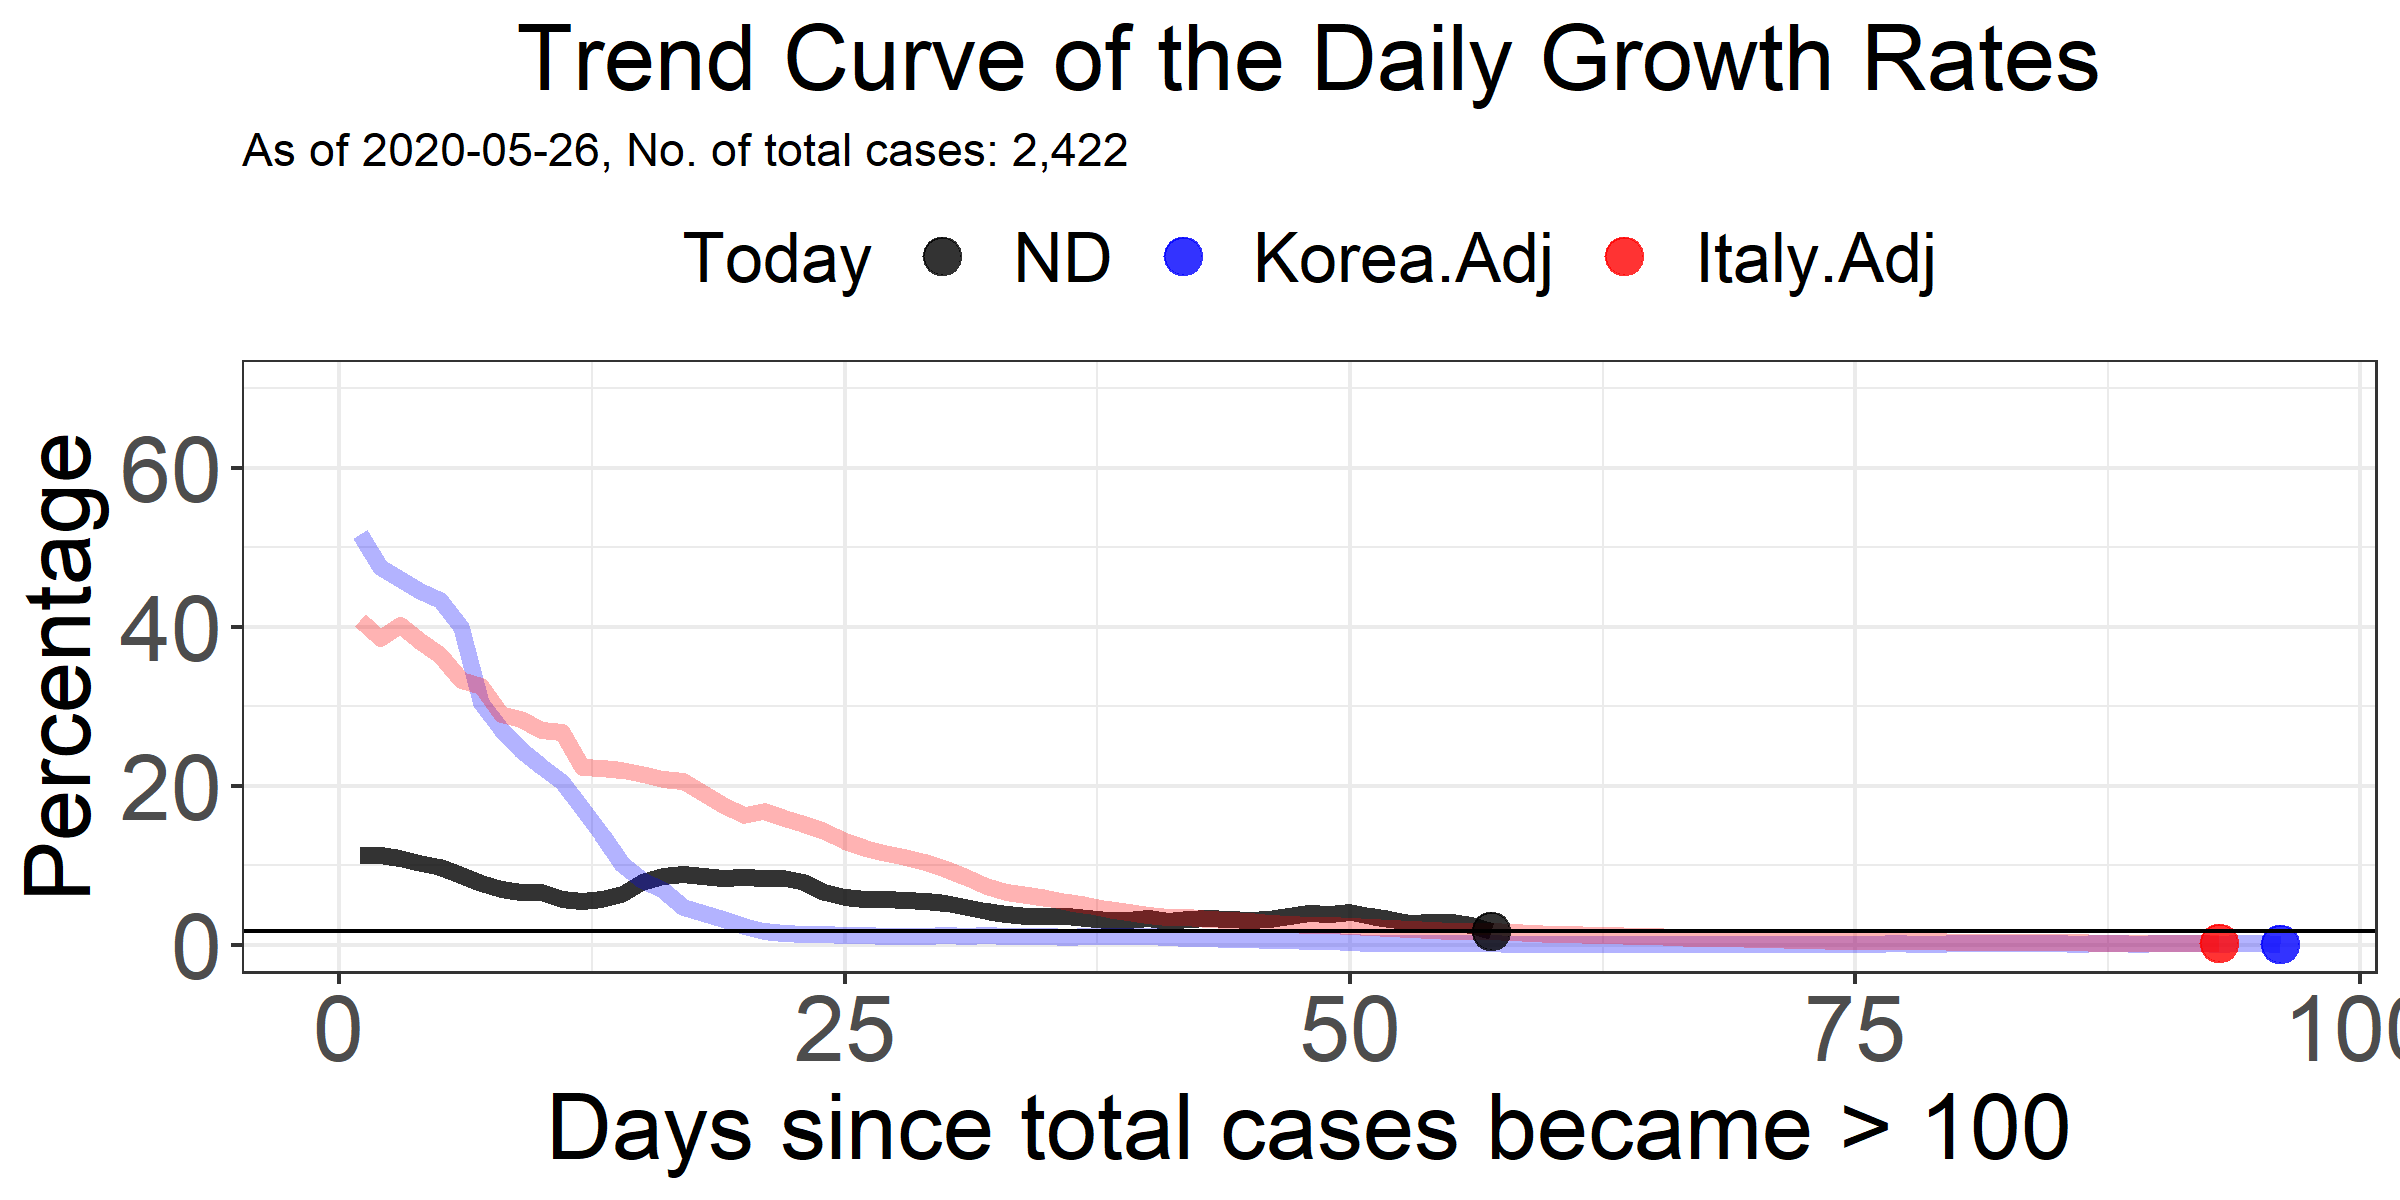 Trend Curve of the Daily Growth Rates
As of 2020-05-26, No. of total cases: 2,422
Today ND Korea.Adj Italy.Adj
Percentage
60
40
20
0
0 25 50 75 100
Days since total cases became > 100